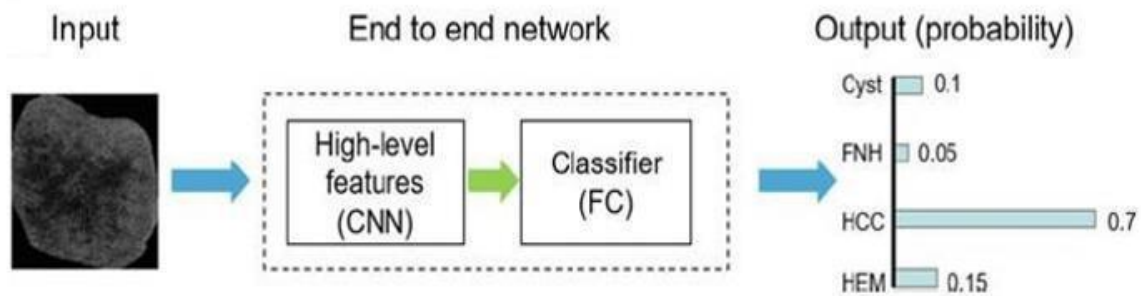 Input
End to end network
Output (probability)
High-level
features
(CNN)
Classifier
(FC)
Cyst 0.1
FNH 0.05
HCC 0.7
HEM 0.15